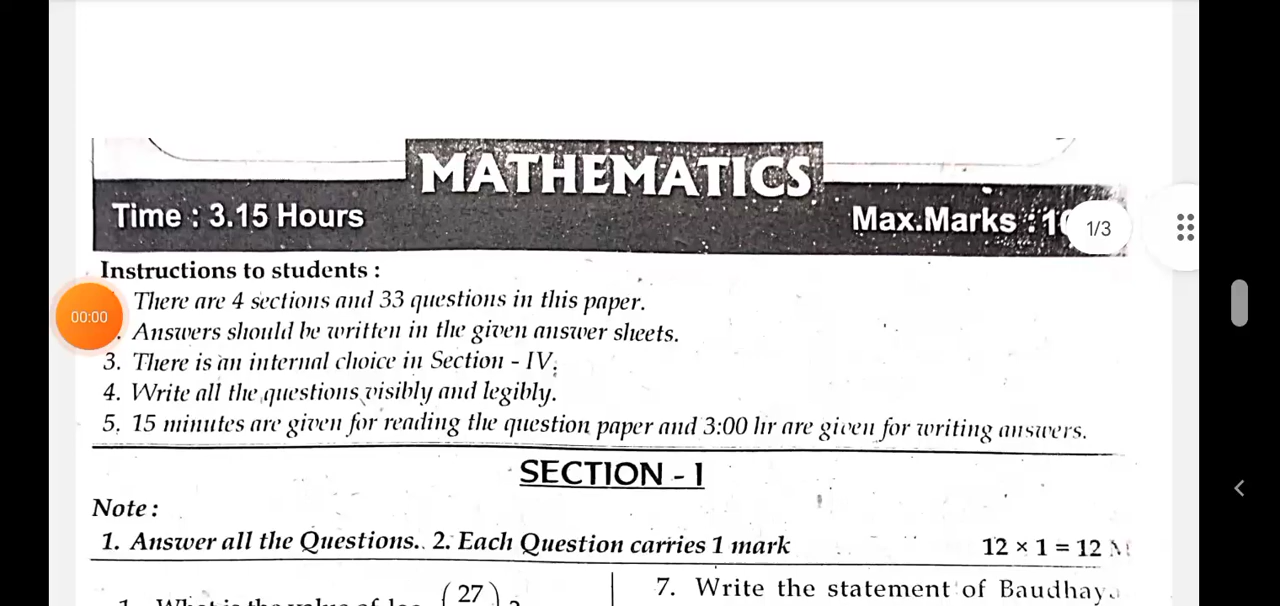 MATHEMATICS
Time : 3.15 Hours
Max.Marks :
1/3
Instructions to students :
There are 4 sections and 33 questions in this paper.
00:00
Answers should be written in the given answer sheets.
3. There is an internal choice in Section - IV.
4. Write all the questions visibly and legibly.
5. 15 minutes are given for reading the question paper and 3:00 hr are given for writing answers.
SECTION - I
Note :
1. Answer all the Questions. 2. Each Question carries 1 mark
12 × 1 = 12 M
27
7. Write the statement of